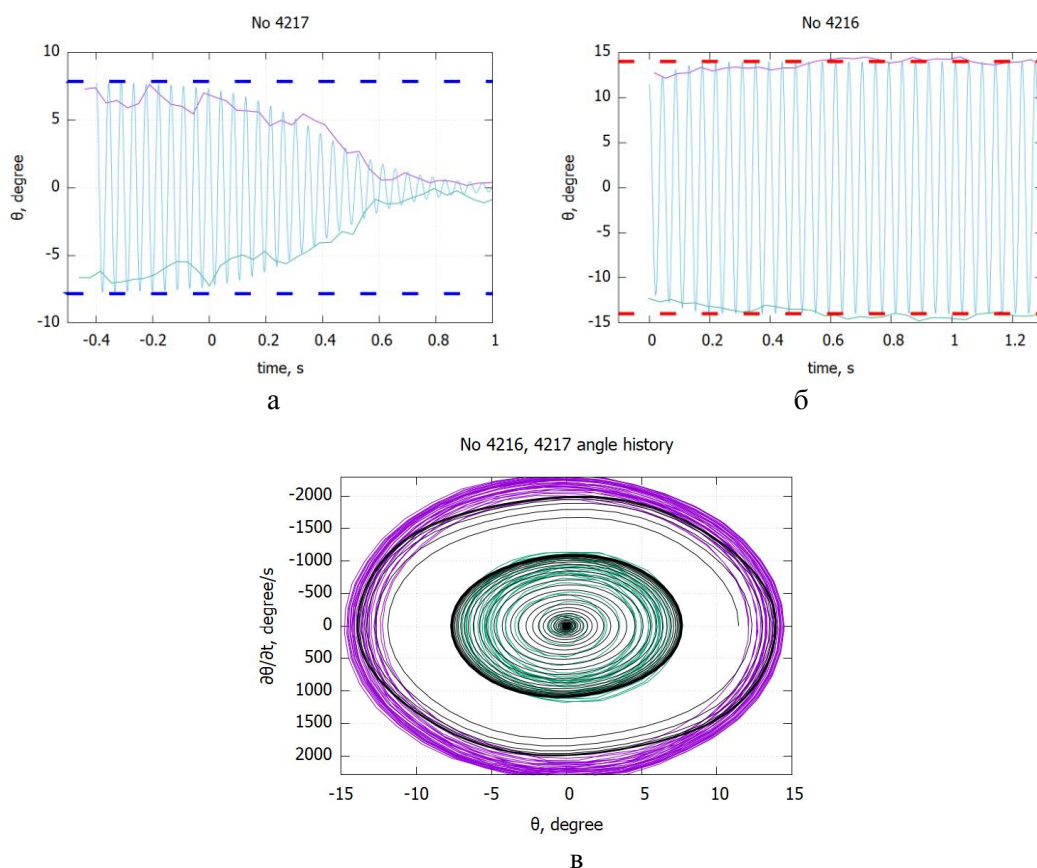 No 4217
10
5
0
-5
-10
θ, degree
-0.4 -0.2 0 0.2 0.4 0.6 0.8 1
time, s
а
No 4216
15
10
5
0
-5
-10
-15
θ, degree
0 0.2 0.4 0.6 0.8 1 1.2
time, s
б
No 4216, 4217 angle history
-2000
-1500
-1000
-500
0
500
1000
1500
2000
∂θ/∂t, degree/s
-15 -10 -5 0 5 10 15
θ, degree
в